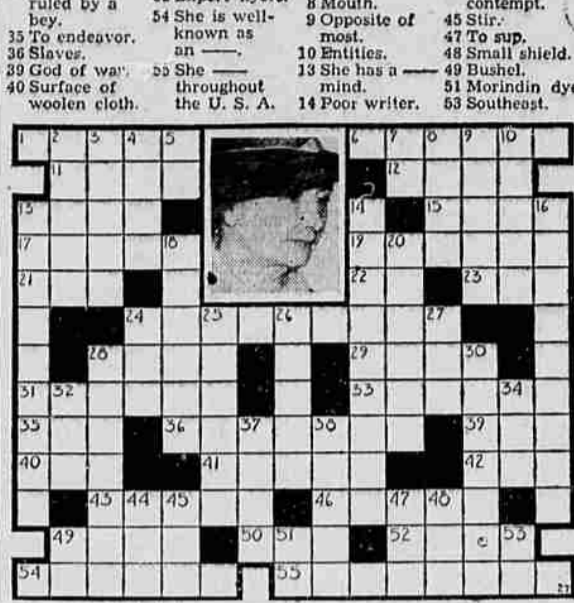 ruled by a
bey.
35 To endeavor.
36 Slaves.
39 God of war.
40 Surface of
woolen cloth.
54 She is well-
known as
an ——.
55 She ——
throughout
the U. S. A.
8 Mouth.
9 Opposite of
most.
10 Entities.
13 She has a ——
mind.
14 Poor writer.
contempt.
45 Stir.
47 To sup.
48 Small shield.
49 Bushel.
51 Morindin dye
53 Southeast.
1 2 3 4 5 6 7 8 9 10
11 12
13 14 15 16
17 18 19 20
21 22 23
24 25 26 27
28 29 30
31 32 33 34
35 36 37 38 39
40 41 42
43 44 45 46 47 48
49 50 51 52 53
54 55